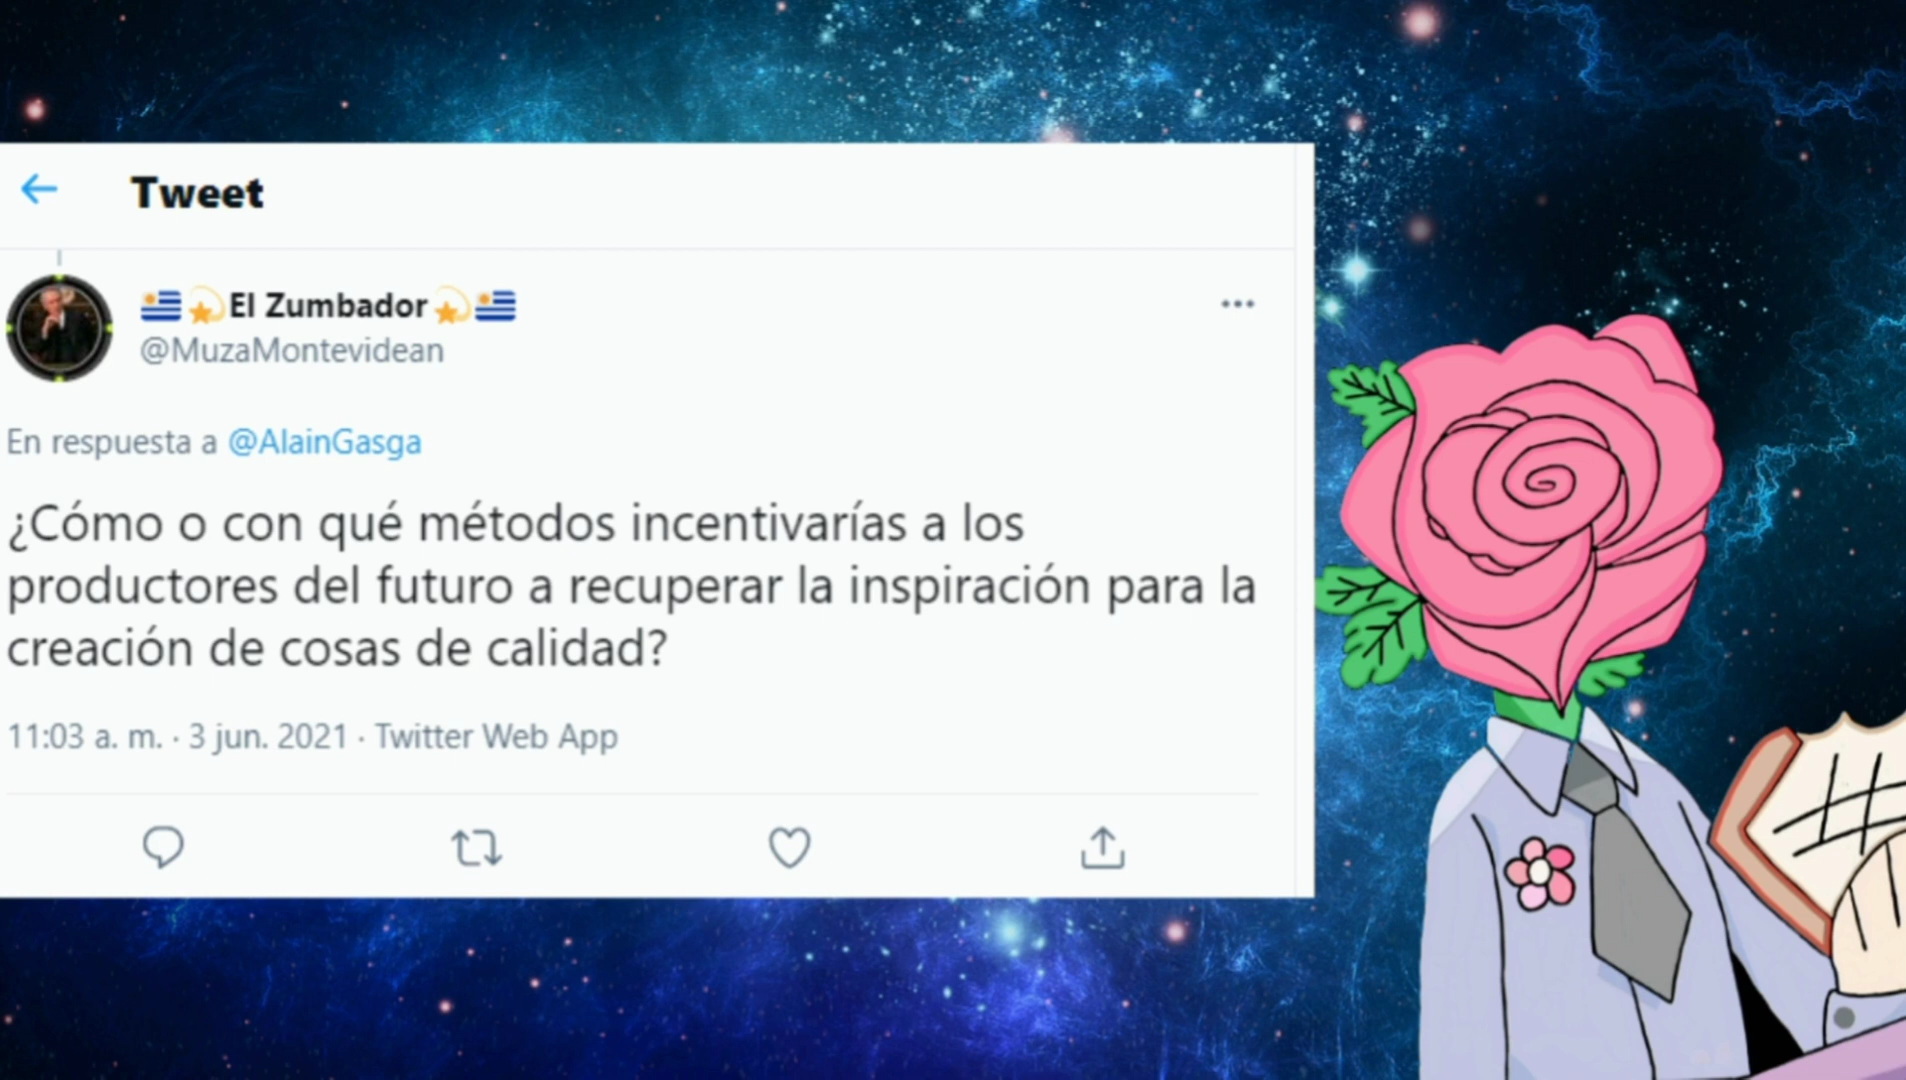 Tweet
🇺🇾💫El Zumbador💫🇺🇾
@MuzaMontevidean
En respuesta a @AlainGasga
¿Cómo o con qué métodos incentivarías a los
productores del futuro a recuperar la inspiración para la
creación de cosas de calidad?
11:03 a. m. · 3 jun. 2021 · Twitter Web App